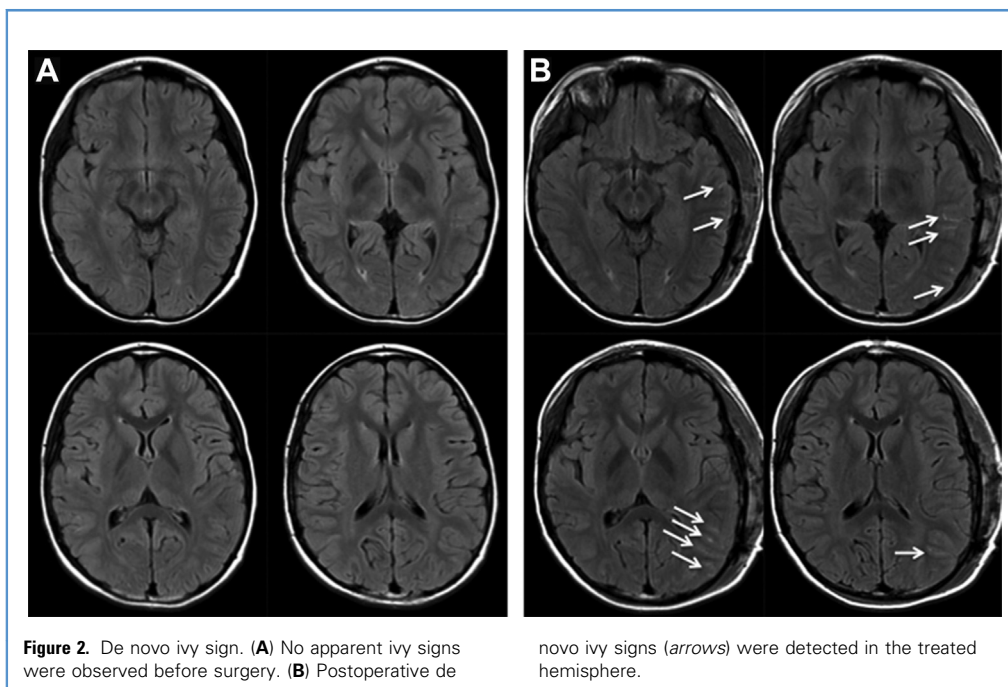 A
B
Figure 2. De novo ivy sign. (A) No apparent ivy signs
were observed before surgery. (B) Postoperative de
novo ivy signs (arrows) were detected in the treated
hemisphere.